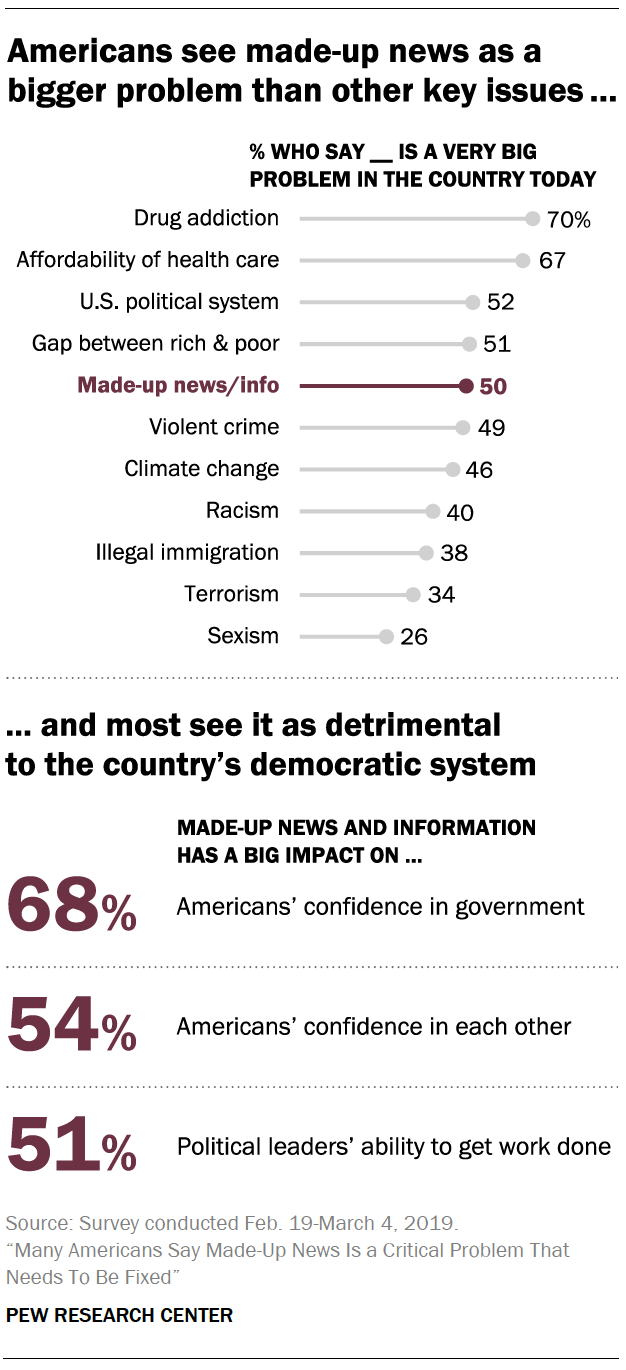 Americans see made-up news as a
bigger problem than other key issues ...
% WHO SAY __ IS A VERY BIG
PROBLEM IN THE COUNTRY TODAY
Drug addiction 70%
Affordability of health care 67
U.S. political system 52
Gap between rich & poor 51
Made-up news/info 50
Violent crime 49
Climate change 46
Racism 40
Illegal immigration 38
Terrorism 34
Sexism 26
... and most see it as detrimental
to the country’s democratic system
MADE-UP NEWS AND INFORMATION
HAS A BIG IMPACT ON ...
68% Americans’ confidence in government
54% Americans’ confidence in each other
51% Political leaders’ ability to get work done
Source: Survey conducted Feb. 19-March 4, 2019.
“Many Americans Say Made-Up News Is a Critical Problem That
Needs To Be Fixed”
PEW RESEARCH CENTER